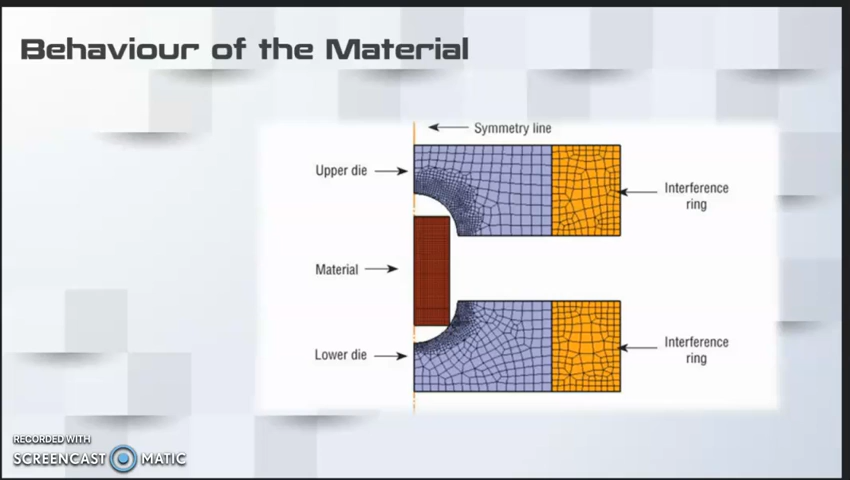 Behaviour of the Material
Symmetry line
Upper die
Interference
ring
Material
Lower die
Interference
ring
RECORDED WITH
SCREENCAST MATIC